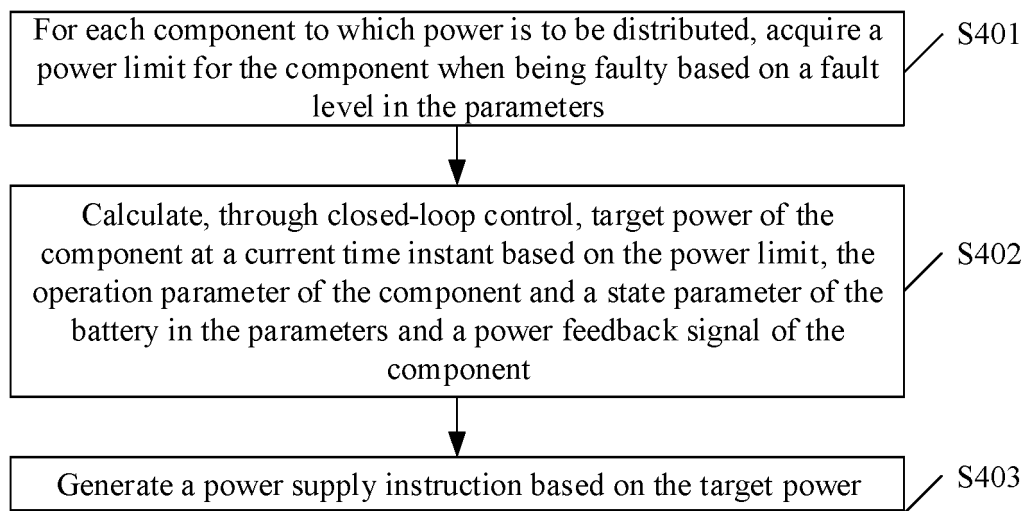 For each component to which power is to be distributed, acquire a
power limit for the component when being faulty based on a fault
level in the parameters
S401
Calculate, through closed-loop control, target power of the
component at a current time instant based on the power limit, the
operation parameter of the component and a state parameter of the
battery in the parameters and a power feedback signal of the
component
S402
Generate a power supply instruction based on the target power
S403